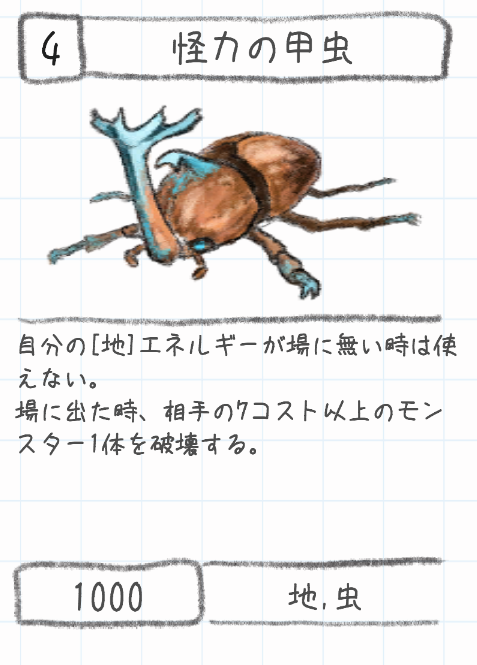 4
怪力の甲虫
自分の[地]エネルギーが場に無い時は使
えない。
場に出た時、相手の7コスト以上のモン
スター1体を破壊する。
1000
地,虫